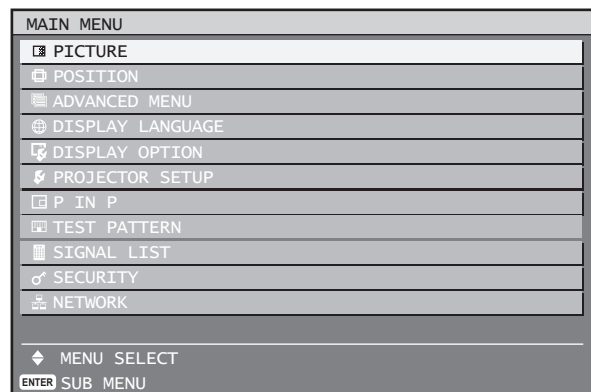 MAIN MENU
PICTURE
POSITION
ADVANCED MENU
DISPLAY LANGUAGE
DISPLAY OPTION
PROJECTOR SETUP
P IN P
TEST PATTERN
SIGNAL LIST
SECURITY
NETWORK
MENU SELECT
ENTER SUB MENU